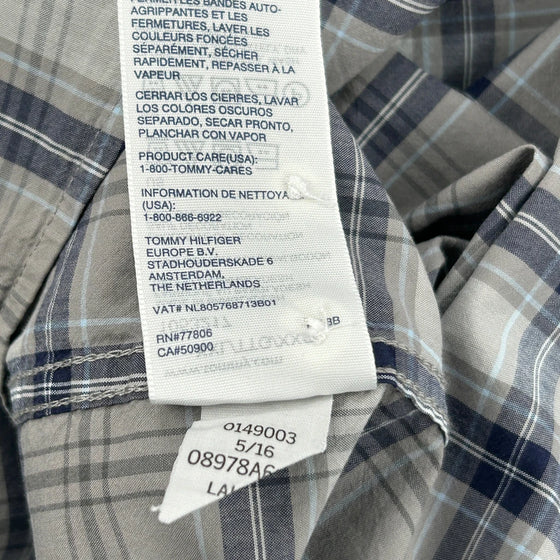 FERMER LES BANDES AUTO-
AGRIPPANTES ET LES
FERMETURES, LAVER LES
COULEURS FONCÉES
SÉPARÉMENT, SÉCHER
RAPIDEMENT, REPASSER À LA
VAPEUR
CERRAR LOS CIERRES, LAVAR
LOS COLORES OSCUROS
SEPARADO, SECAR PRONTO,
PLANCHAR CON VAPOR
PRODUCT CARE(USA):
1-800-TOMMY-CARES
INFORMATION DE NETTOYA
(USA):
1-800-866-6922
TOMMY HILFIGER
EUROPE B.V.
STADHOUDERSKADE 6
AMSTERDAM,
THE NETHERLANDS
VAT# NL805768713B01
RN#77806
CA#50900
0149003
5/16
08978A6